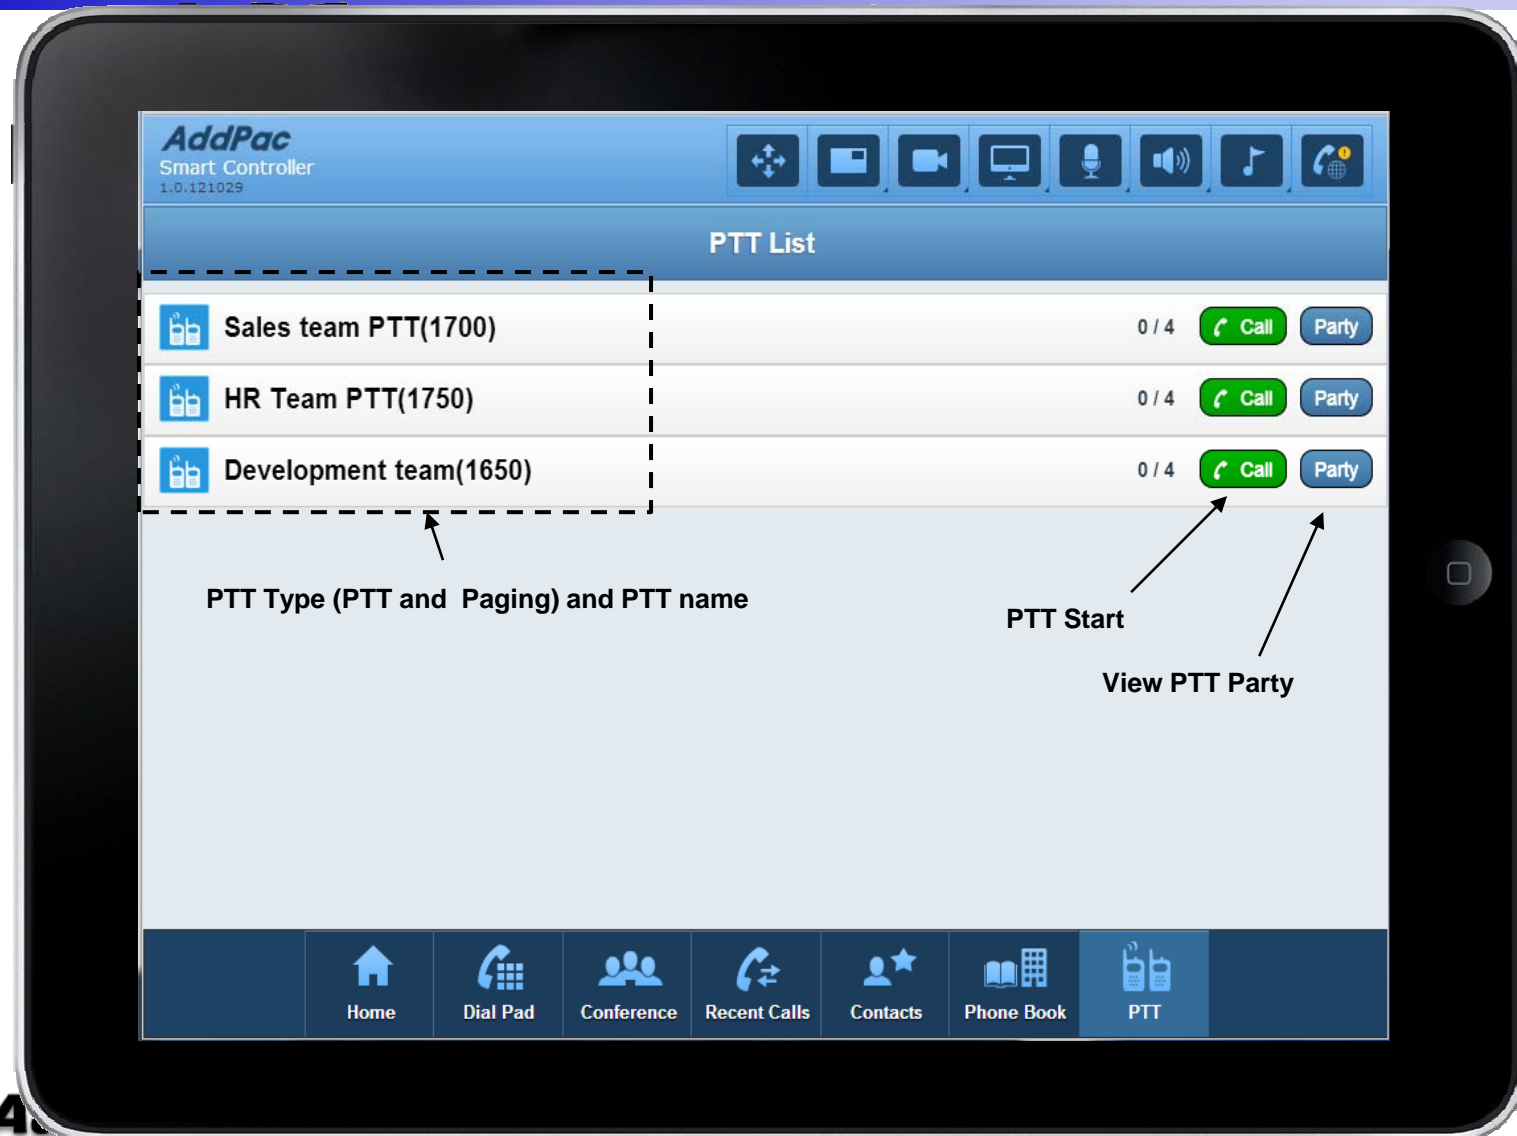 AddPac
Smart Controller
1.0.121029
PTT List
Sales team PTT(1700)
0 / 4
Call
Party
HR Team PTT(1750)
0 / 4
Call
Party
Development team(1650)
0 / 4
Call
Party
PTT Type (PTT and Paging) and PTT name
PTT Start
View PTT Party
Home
Dial Pad
Conference
Recent Calls
Contacts
Phone Book
PTT